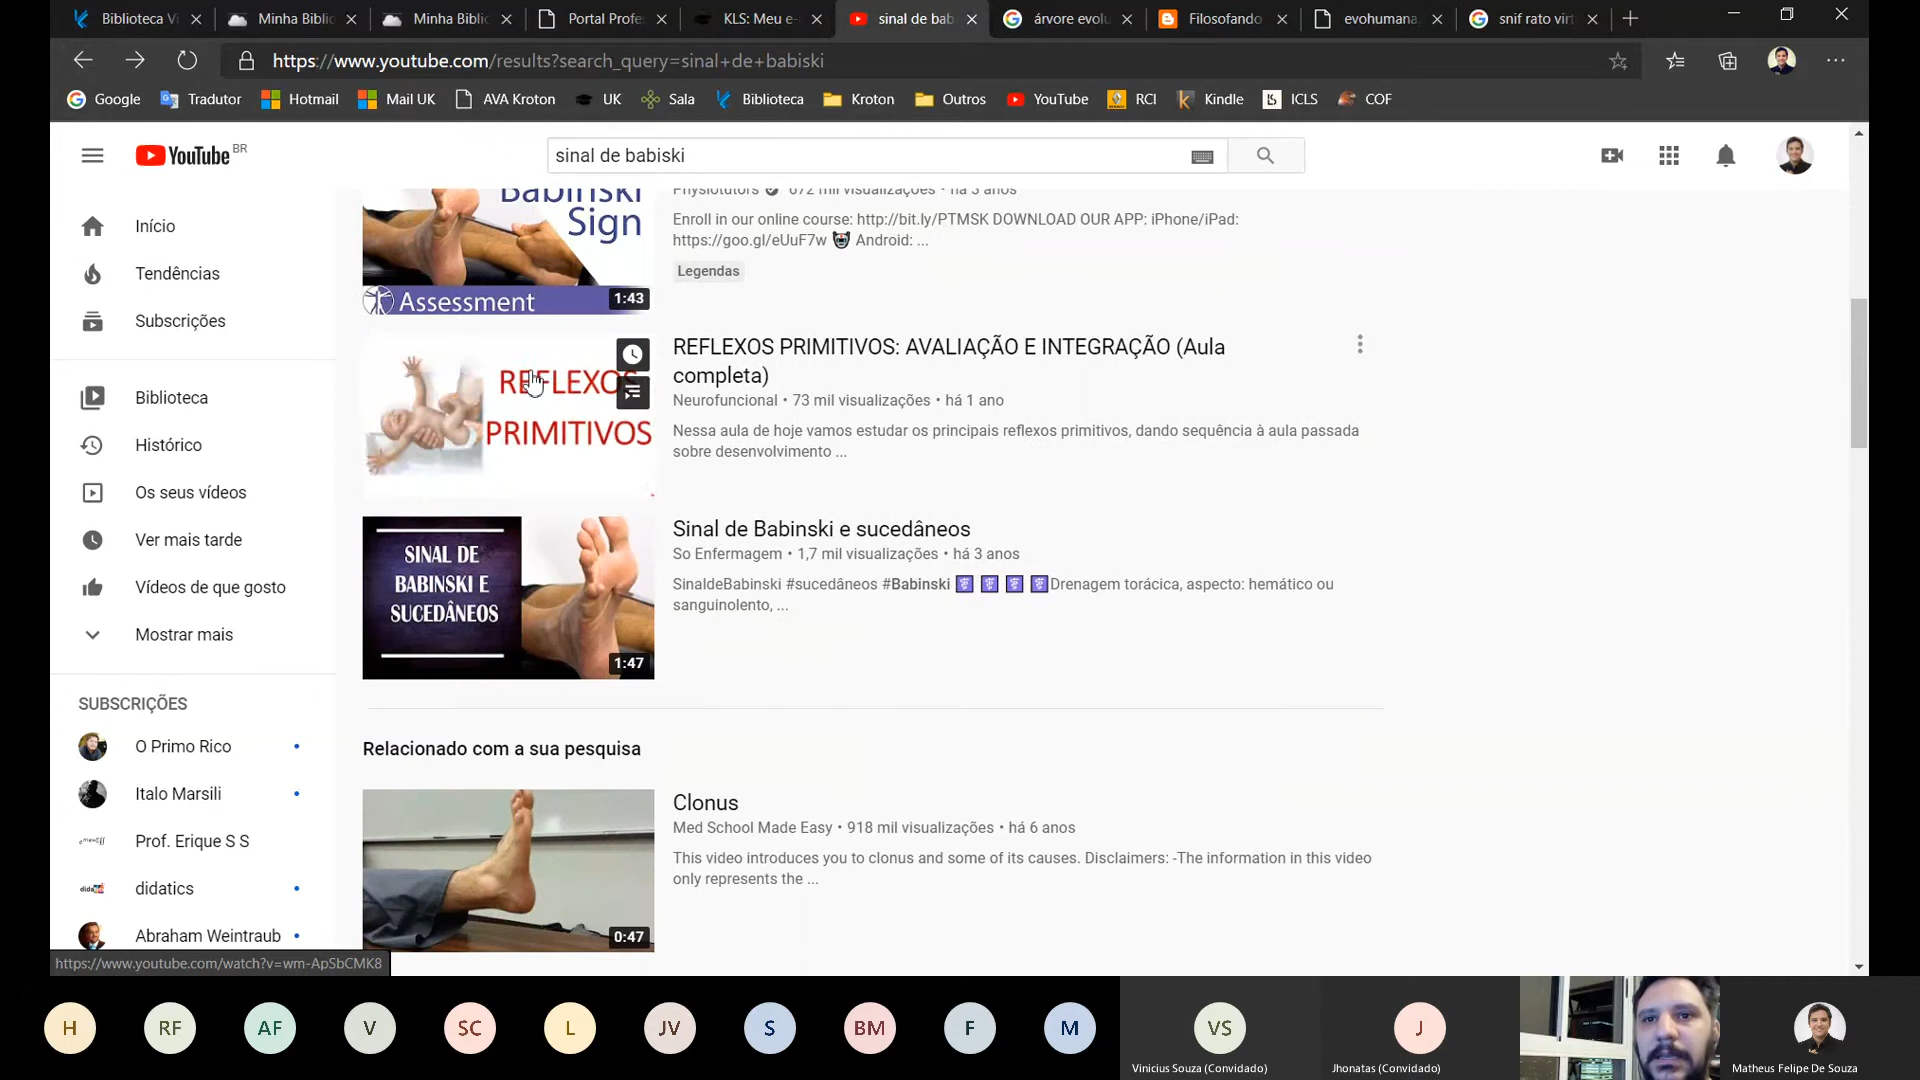 Biblioteca Vi
Minha Biblic
Minha Biblic
Portal Profe
KLS: Meu e-
sinal de bab
árvore evolu
Filosofando
evohumana.
snif rato virt
https://www.youtube.com/results?search_query=sinal+de+babiski
Google
Tradutor
Hotmail
Mail UK
AVA Kroton
UK
Sala
Biblioteca
Kroton
Outros
YouTube
RCI
Kindle
ICLS
COF
YouTube BR
sinal de babiski
Início
Tendências
Subscrições
Biblioteca
Histórico
Os seus vídeos
Ver mais tarde
Vídeos de que gosto
Mostrar mais
SUBSCRIÇÕES
O Primo Rico
Italo Marsili
Prof. Erique S S
didatics
Abraham Weintraub
https://www.youtube.com/watch?v=wm-ApSbCMK8
Babinski
Sign
Assessment
1:43
Physiotutors 672 mil visualizações • há 3 anos
Enroll in our online course: http://bit.ly/PTMSK DOWNLOAD OUR APP: iPhone/iPad:
https://goo.gl/eUuF7w Android: ...
Legendas
REFLEXOS
PRIMITIVOS
REFLEXOS PRIMITIVOS: AVALIAÇÃO E INTEGRAÇÃO (Aula
completa)
Neurofuncional • 73 mil visualizações • há 1 ano
Nessa aula de hoje vamos estudar os principais reflexos primitivos, dando sequência à aula passada
sobre desenvolvimento ...
SINAL DE
BABINSKI E
SUCEDÂNEOS
1:47
Sinal de Babinski e sucedâneos
So Enfermagem • 1,7 mil visualizações • há 3 anos
SinaldeBabinski #sucedâneos #Babinski Drenagem torácica, aspecto: hemático ou
sanguinolento, ...
Relacionado com a sua pesquisa
0:47
Clonus
Med School Made Easy • 918 mil visualizações • há 6 anos
This video introduces you to clonus and some of its causes. Disclaimers: -The information in this video
only represents the ...
H
RF
AF
V
SC
L
JV
S
BM
F
M
VS
J
Vinicius Souza (Convidado)
Jhonatas (Convidado)
Matheus Felipe De Souza